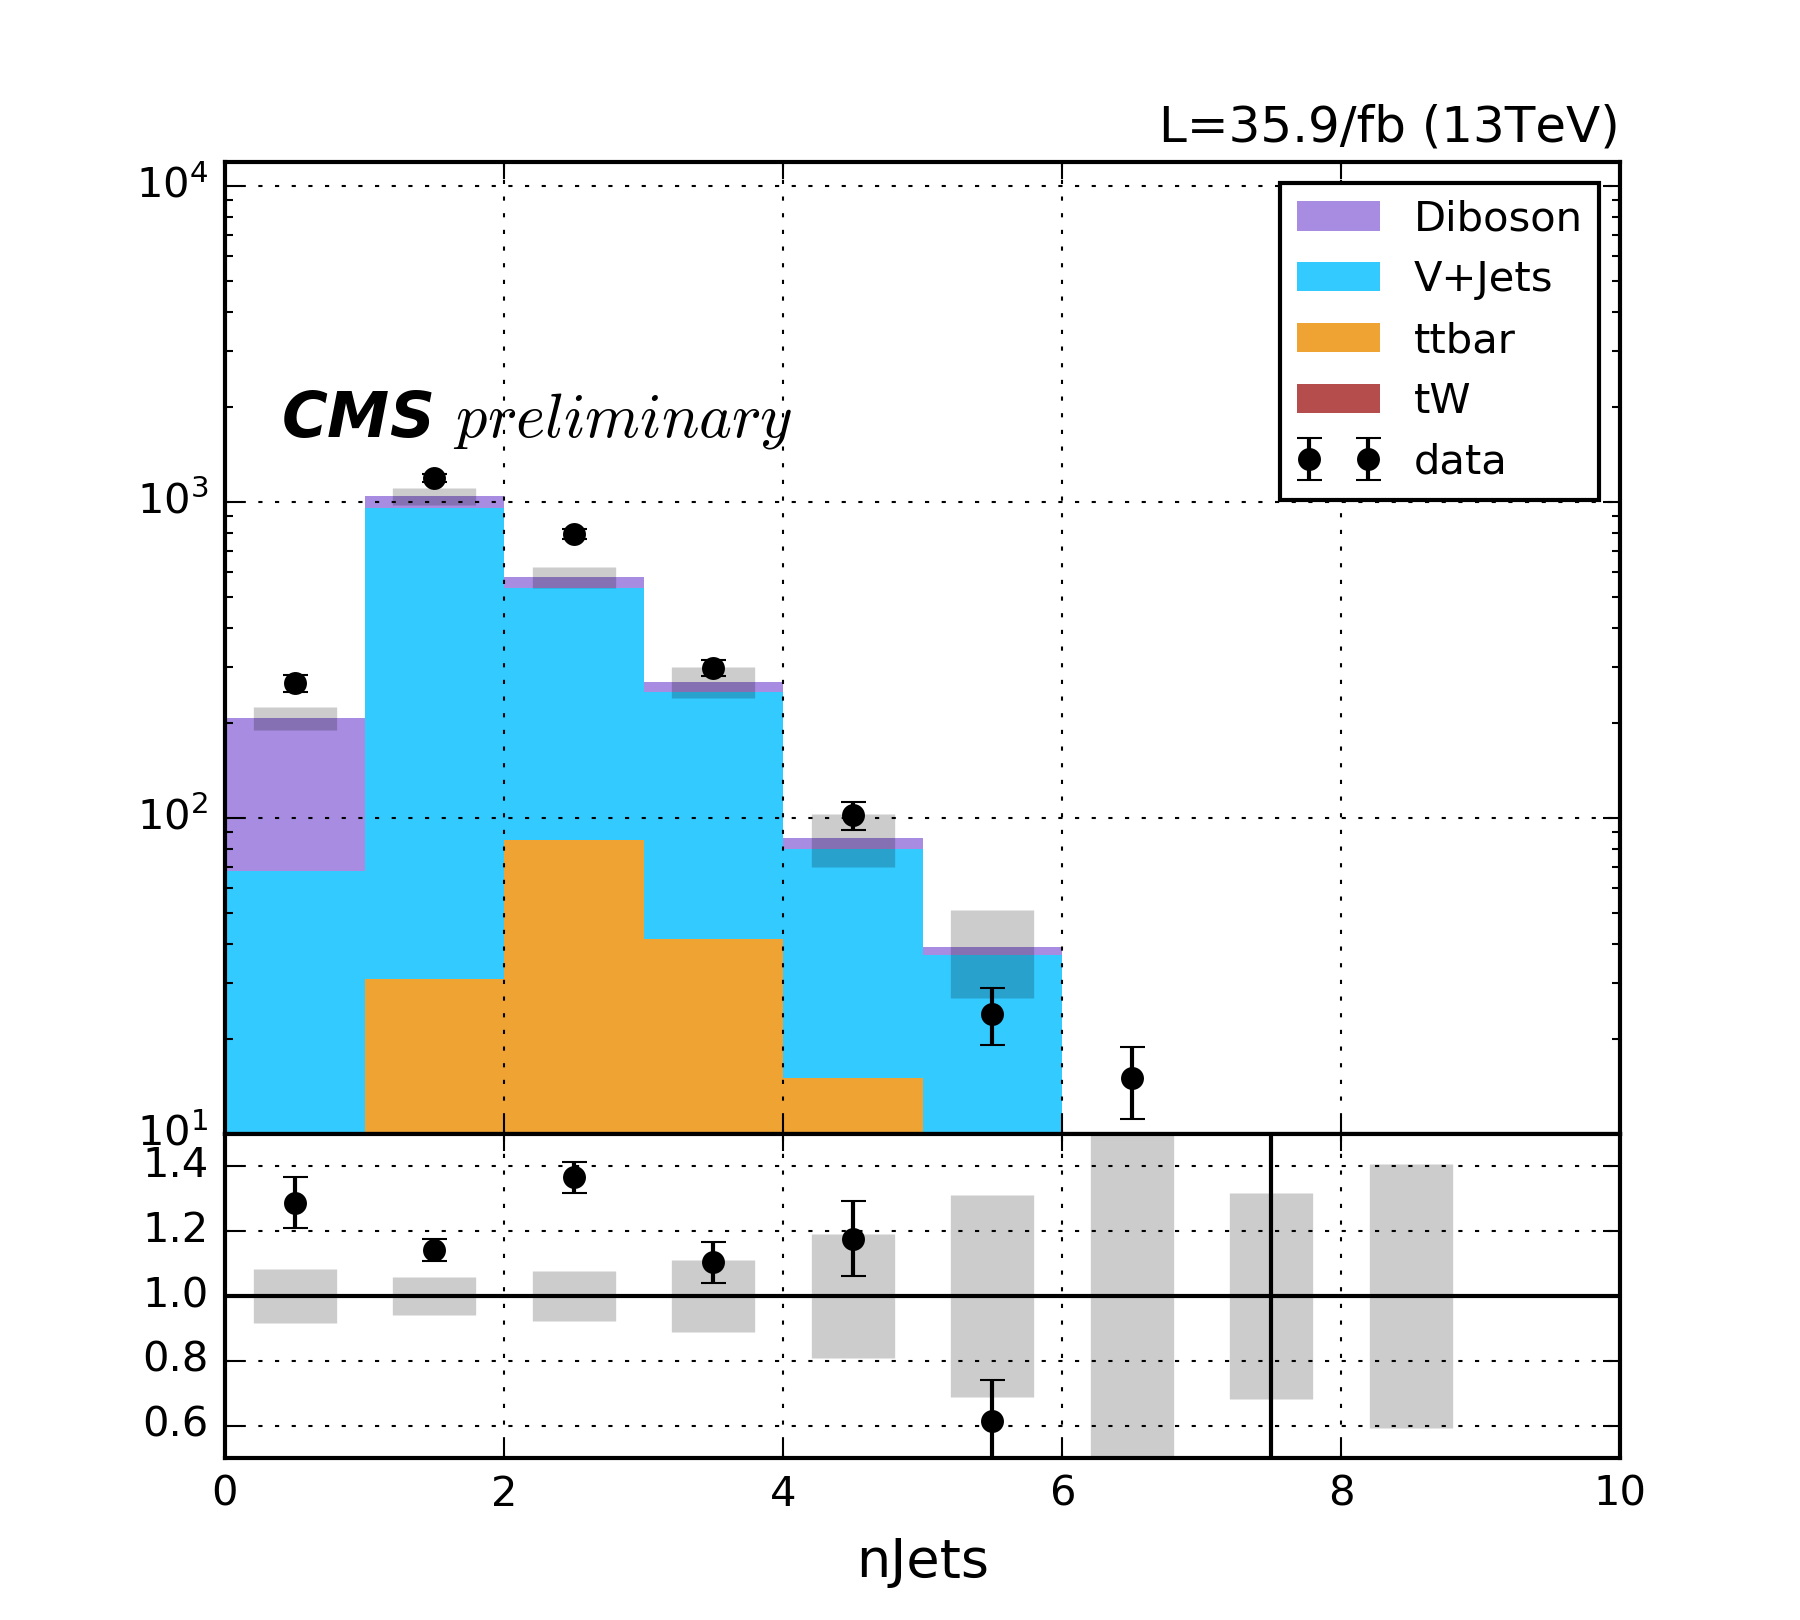 L=35.9/fb (13TeV)
10⁴
Diboson
V+Jets
ttbar
tW
data
CMS preliminary
10³
10²
10¹
1.4
1.2
1.0
0.8
0.6
0 2 4 6 8 10
nJets